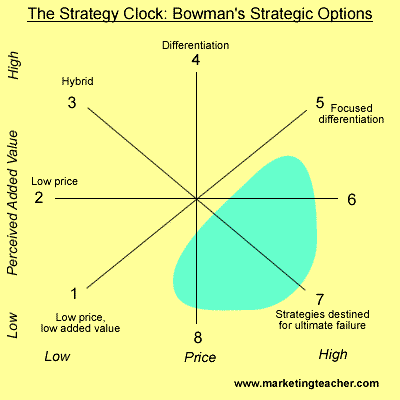 The Strategy Clock: Bowman's Strategic Options
High
Differentiation
4
Hybrid
3
5
Focused
differentiation
Perceived Added Value
Low price
2
6
1
7
Low price,
low added value
Strategies destined
for ultimate failure
Low
8
Low
Price
High
www.marketingteacher.com